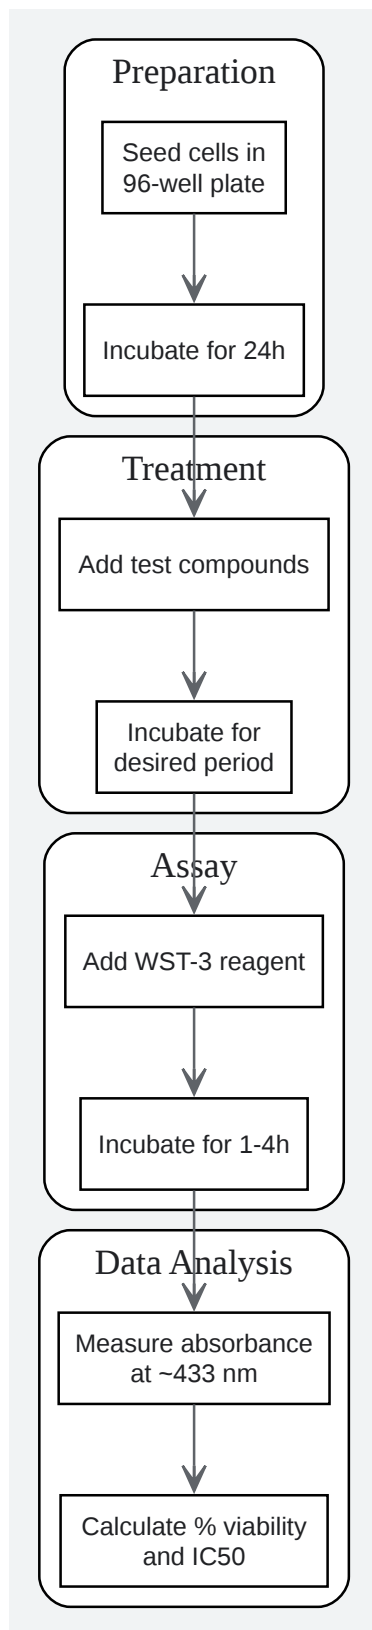 Preparation
Seed cells in
96-well plate
Incubate for 24h
Treatment
Add test compounds
Incubate for
desired period
Assay
Add WST-3 reagent
Incubate for 1-4h
Data Analysis
Measure absorbance
at ~433 nm
Calculate % viability
and IC50